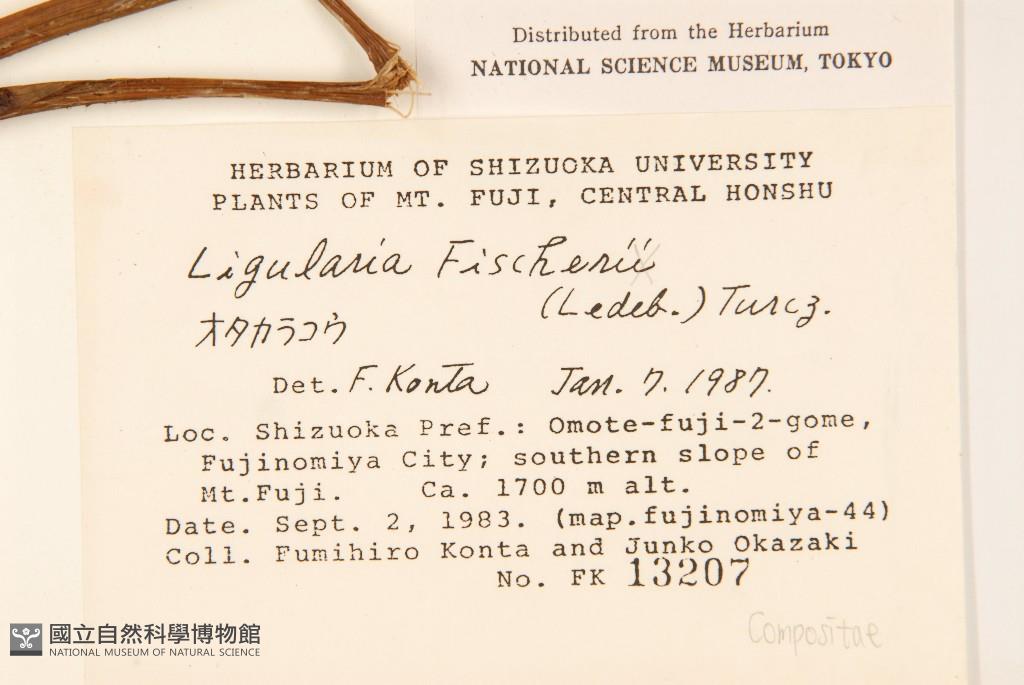 Distributed from the Herbarium
NATIONAL SCIENCE MUSEUM, TOKYO
HERBARIUM OF SHIZUOKA UNIVERSITY
PLANTS OF MT. FUJI, CENTRAL HONSHU
Ligularia Fischerii
(Ledeb.) Turcz.
オタカラコウ
Det. F. Konta Jan. 7. 1987.
Loc. Shizuoka Pref.: Omote-fuji-2-gome,
Fujinomiya City; southern slope of
Mt.Fuji. Ca. 1700 m alt.
Date. Sept. 2, 1983. (map.fujinomiya-44)
Coll. Fumihiro Konta and Junko Okazaki
No. FK 13207
Compositae
國立自然科學博物館
NATIONAL MUSEUM OF NATURAL SCIENCE